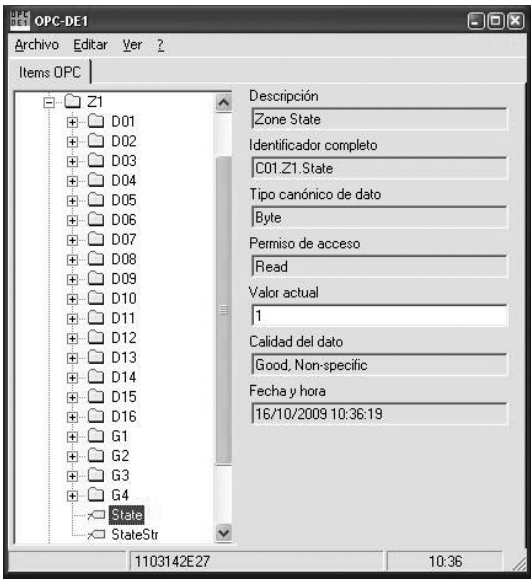 OPC
DE1
OPC-DE1
Archivo Editar Ver ?
Items OPC
Z1
D01
D02
D03
D04
D05
D06
D07
D08
D09
D10
D11
D12
D13
D14
D15
D16
G1
G2
G3
G4
State
StateStr
Descripción
Zone State
Identificador completo
C01.Z1.State
Tipo canónico de dato
Byte
Permiso de acceso
Read
Valor actual
1
Calidad del dato
Good, Non-specific
Fecha y hora
16/10/2009 10:36:19
1103142E27
10:36